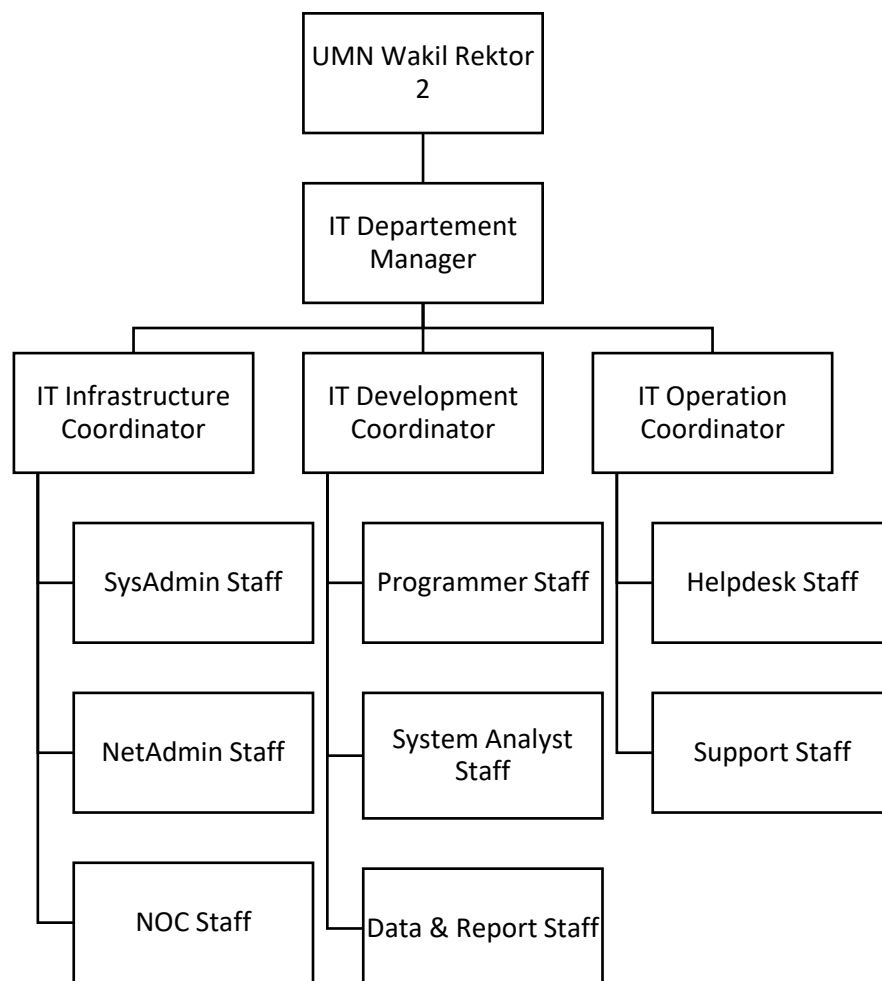 UMN Wakil Rektor
2
IT Departement
Manager
IT Infrastructure
Coordinator
IT Development
Coordinator
IT Operation
Coordinator
SysAdmin Staff
Programmer Staff
Helpdesk Staff
NetAdmin Staff
System Analyst
Staff
Support Staff
NOC Staff
Data & Report Staff